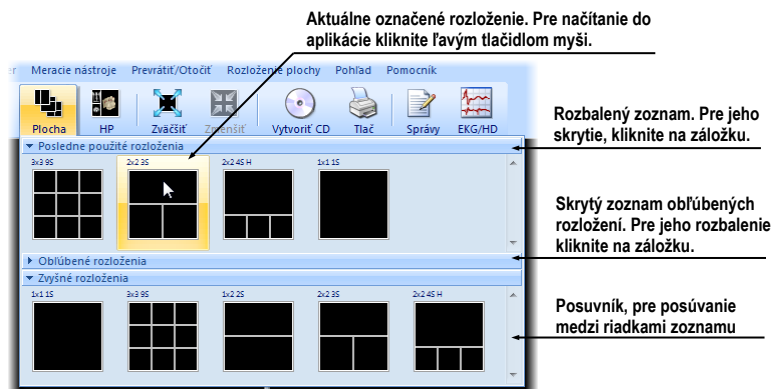 Aktuálne označené rozloženie. Pre načítanie do
aplikácie kliknite ľavým tlačidlom myši.
er Meracie nástroje Prevrátiť/Otočiť Rozloženie plochy Pohľad Pomocník
Plocha HP Zväčšiť Zmenšiť Vytvoriť CD Tlač Správy EKG/HD
Rozbalený zoznam. Pre jeho
skrytie, kliknite na záložku.
Posledne použité rozloženia
3x3 9S 2x2 3S 2x2 4S H 1x1 1S
Skrytý zoznam obľúbených
rozložení. Pre jeho rozbalenie
kliknite na záložku.
Obľúbené rozloženia
Zvyšné rozloženia
1x1 1S 3x3 9S 1x2 2S 2x2 3S 2x2 4S H
Posuvník, pre posúvanie
medzi riadkami zoznamu